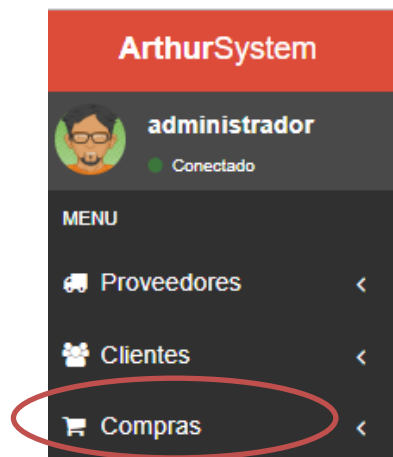 ArthurSystem
administrador
Conectado
MENU
Proveedores
Clientes
Compras